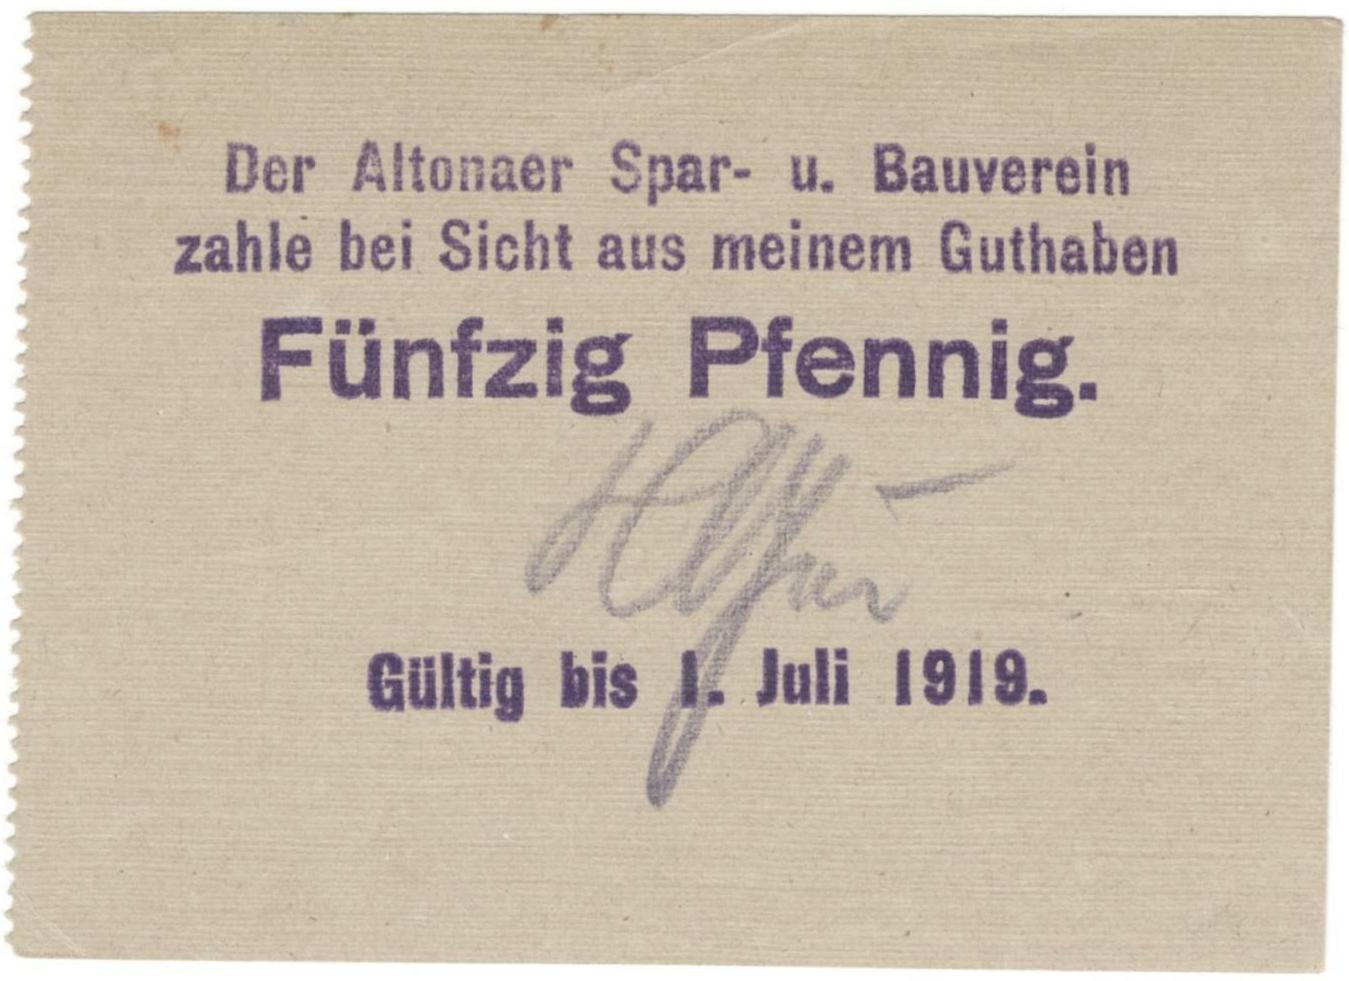 Der Altonaer Spar- u. Bauverein
zahle bei Sicht aus meinem Guthaben
Fünfzig Pfennig.
Gültig bis 1. Juli 1919.